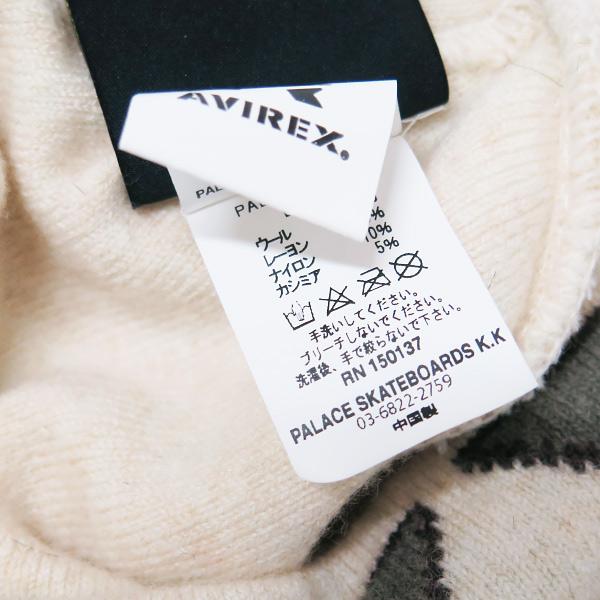 AVIREX®
PALA
PALA
ウール
レーヨン %
ナイロン 10%
カシミア 5%
手洗いしてください。
ブリーチしないでください。
洗濯後、手で絞らないで下さい。
RN 150137
PALACE SKATEBOARDS K.K
03-6822-2759
中国製